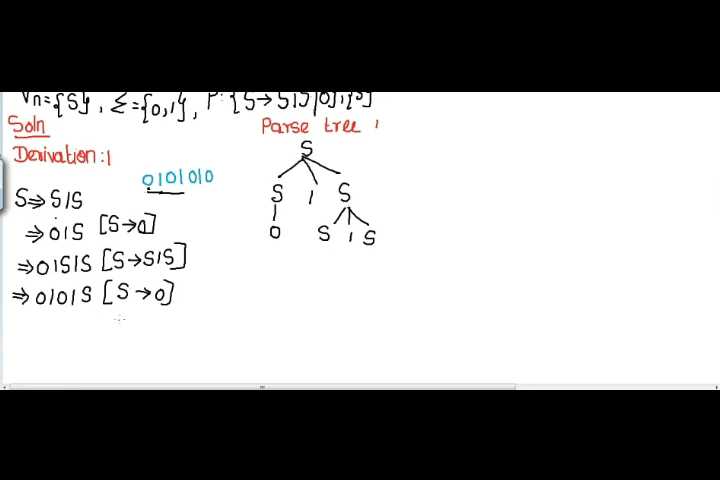 Vn={S}, Σ={0,1}, P:{S→S1S|0},{S}
Soln
Parse tree 1
Derivation:1
0101010
S⇒S1S
⇒01S [S→0]
⇒01S1S [S→S1S]
⇒0101S [S→0]
S
S 1 S
0 S 1 S